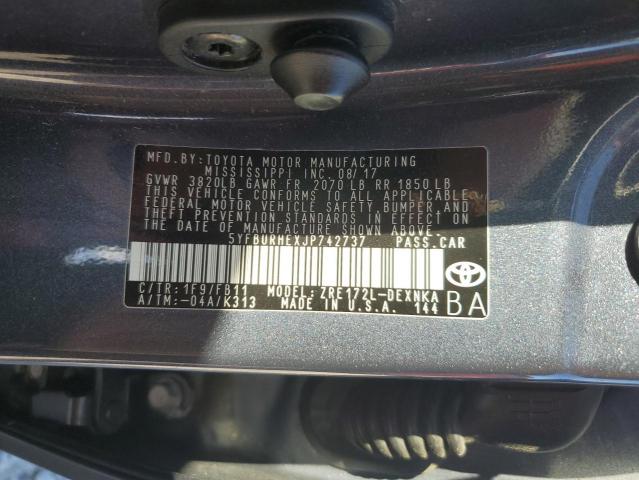 MFD.BY:TOYOTA MOTOR MANUFACTURING
MISSISSIPPI INC. 08/17
GVWR 3820LB GAWR FR 2070 LB RR 1850 LB
THIS VEHICLE CONFORMS TO ALL APPLICABLE
FEDERAL MOTOR VEHICLE SAFETY,BUMPER,AND
THEFT PREVENTION STANDARDS IN EFFECT ON
THE DATE OF MANUFACTURE SHOWN ABOVE.
5YFBURHEXJP742737 PASS.CAR
C/TR:1F9/FB11 MODEL:ZRE172L-DEXNKA
A/TM:-04A/K313 MADE IN U.S.A. 144 BA